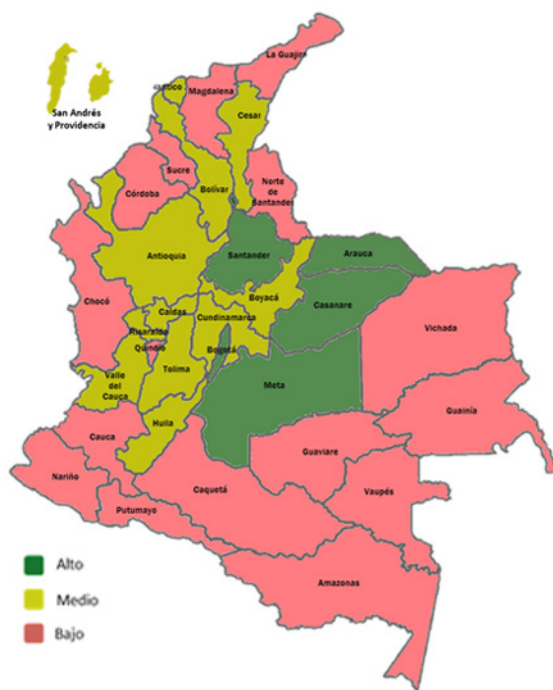 La Guajira
Magdalena
Cesar
San Andrés
y Providencia
Sucre
Córdoba
Bolívar
Norte
de
Santander
Santander
Arauca
Antioquia
Boyacá
Casanare
Chocó
Caldas
Cundinamarca
Vichada
Risaralda
Quindío
Bogotá
Tolima
Valle
del
Cauca
Meta
Guainía
Huila
Cauca
Guaviare
Nariño
Caquetá
Vaupés
Putumayo
Amazonas
Alto
Medio
Bajo